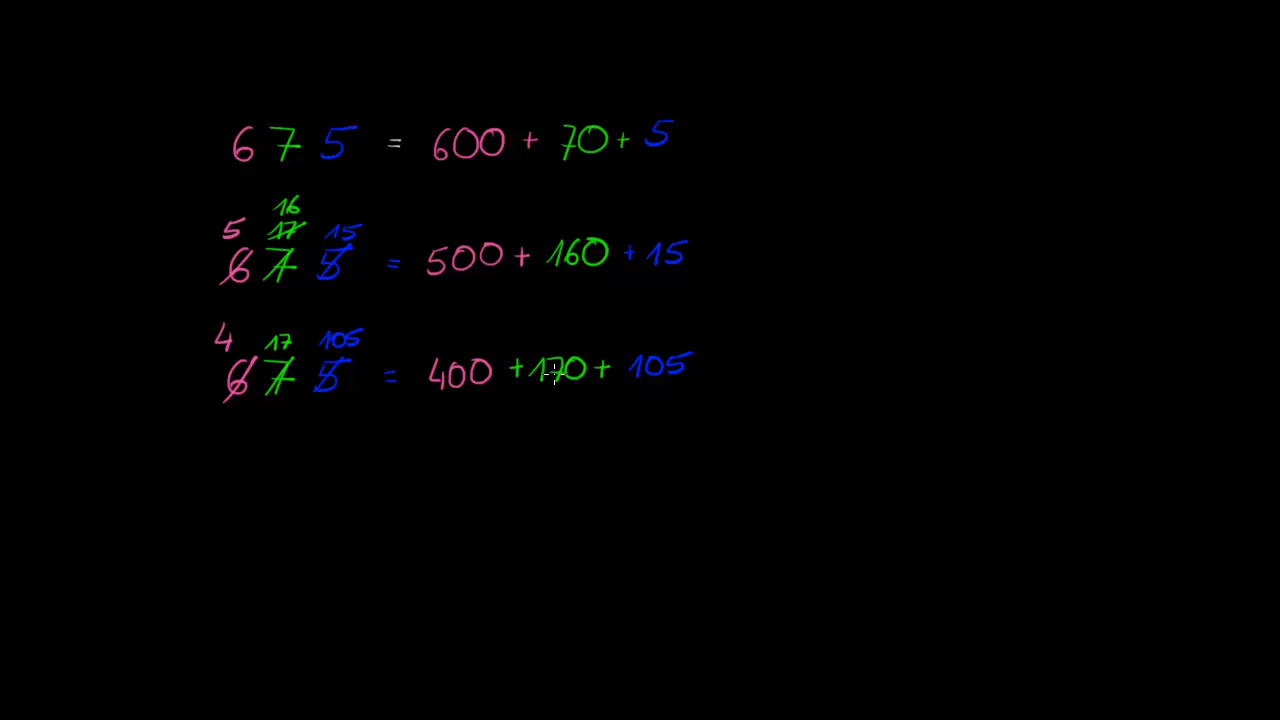 6 7 5 = 600 + 70 + 5
16
5 17 15
6 7 5 = 500 + 160 + 15
4 17 105
6 7 5 = 400 + 170 + 105